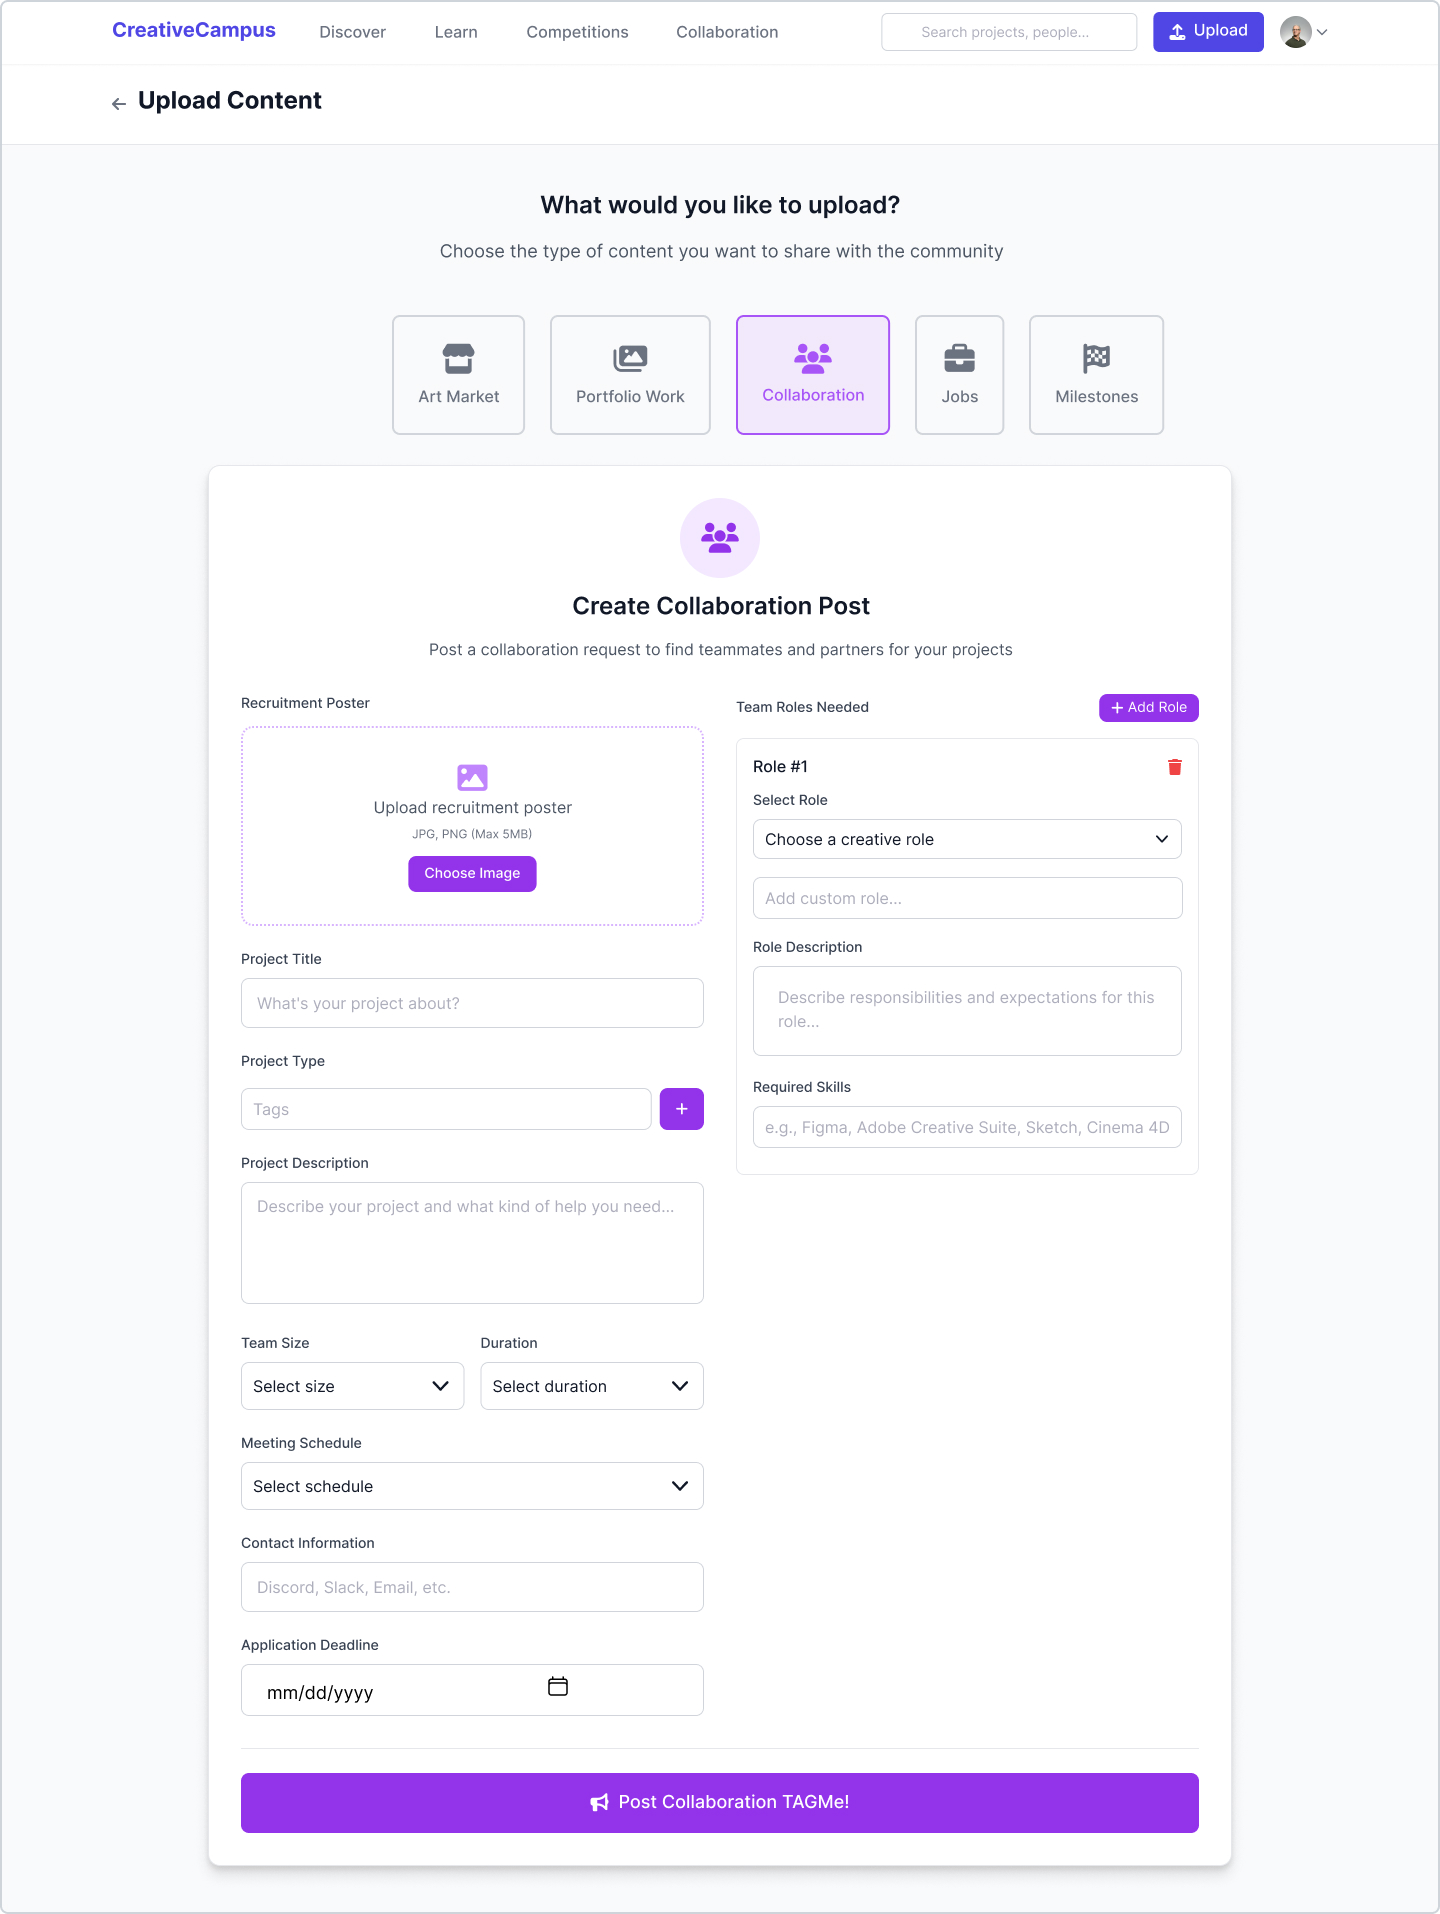 CreativeCampus
Discover
Learn
Competitions
Collaboration
Search projects, people...
Upload
Upload Content
What would you like to upload?
Choose the type of content you want to share with the community
Art Market
Portfolio Work
Collaboration
Jobs
Milestones
Create Collaboration Post
Post a collaboration request to find teammates and partners for your projects
Recruitment Poster
Upload recruitment poster
JPG, PNG (Max 5MB)
Choose Image
Project Title
What's your project about?
Project Type
Tags
+
Project Description
Describe your project and what kind of help you need...
Team Size
Duration
Select size
Select duration
Meeting Schedule
Select schedule
Contact Information
Discord, Slack, Email, etc.
Application Deadline
mm/dd/yyyy
Team Roles Needed
+ Add Role
Role #1
Select Role
Choose a creative role
Add custom role...
Role Description
Describe responsibilities and expectations for this
role...
Required Skills
e.g., Figma, Adobe Creative Suite, Sketch, Cinema 4D
Post Collaboration TAGMe!